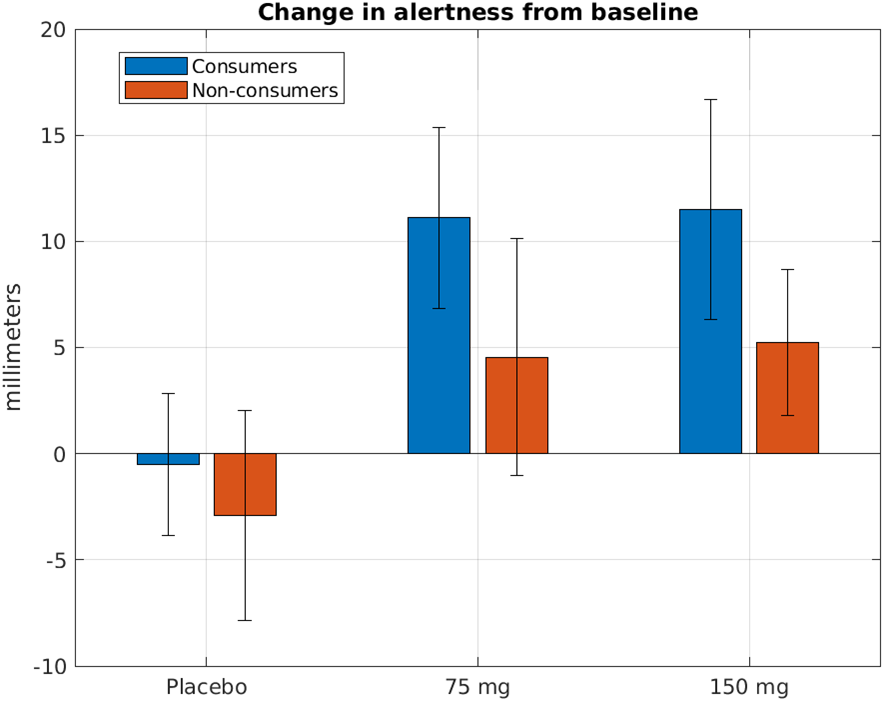 Change in alertness from baseline
20
Consumers
Non-consumers
15
10
5
0
-5
-10
millimeters
Placebo
75 mg
150 mg